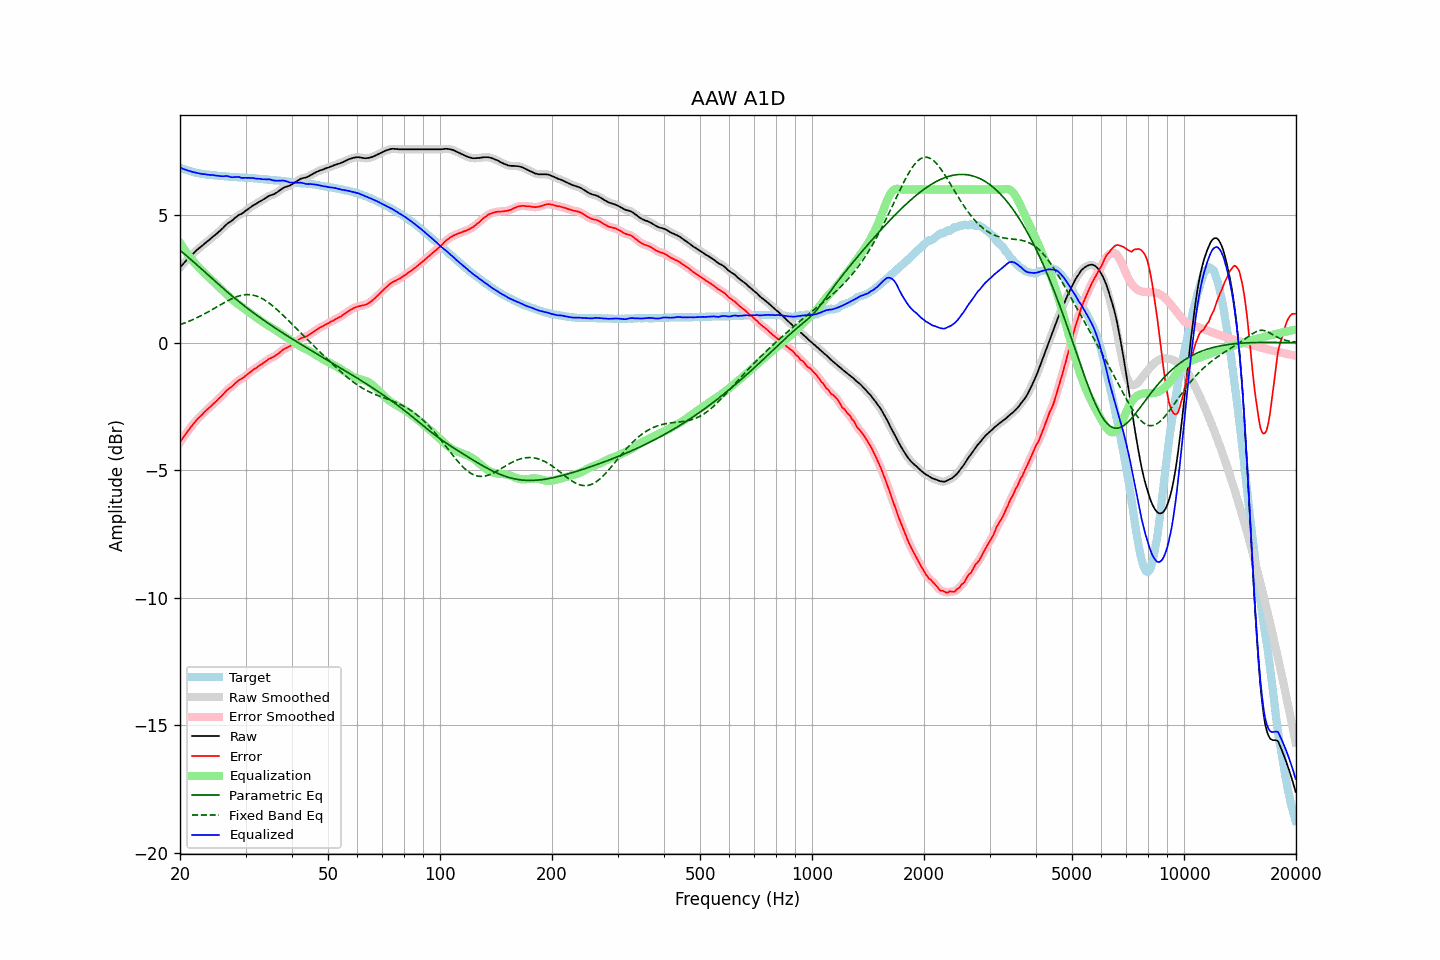 AAW A1D
Amplitude (dBr)
5
0
−5
−10
−15
−20
Target
Raw Smoothed
Error Smoothed
Raw
Error
Equalization
Parametric Eq
Fixed Band Eq
Equalized
20 50 100 200 500 1000 2000 5000 10000 20000
Frequency (Hz)